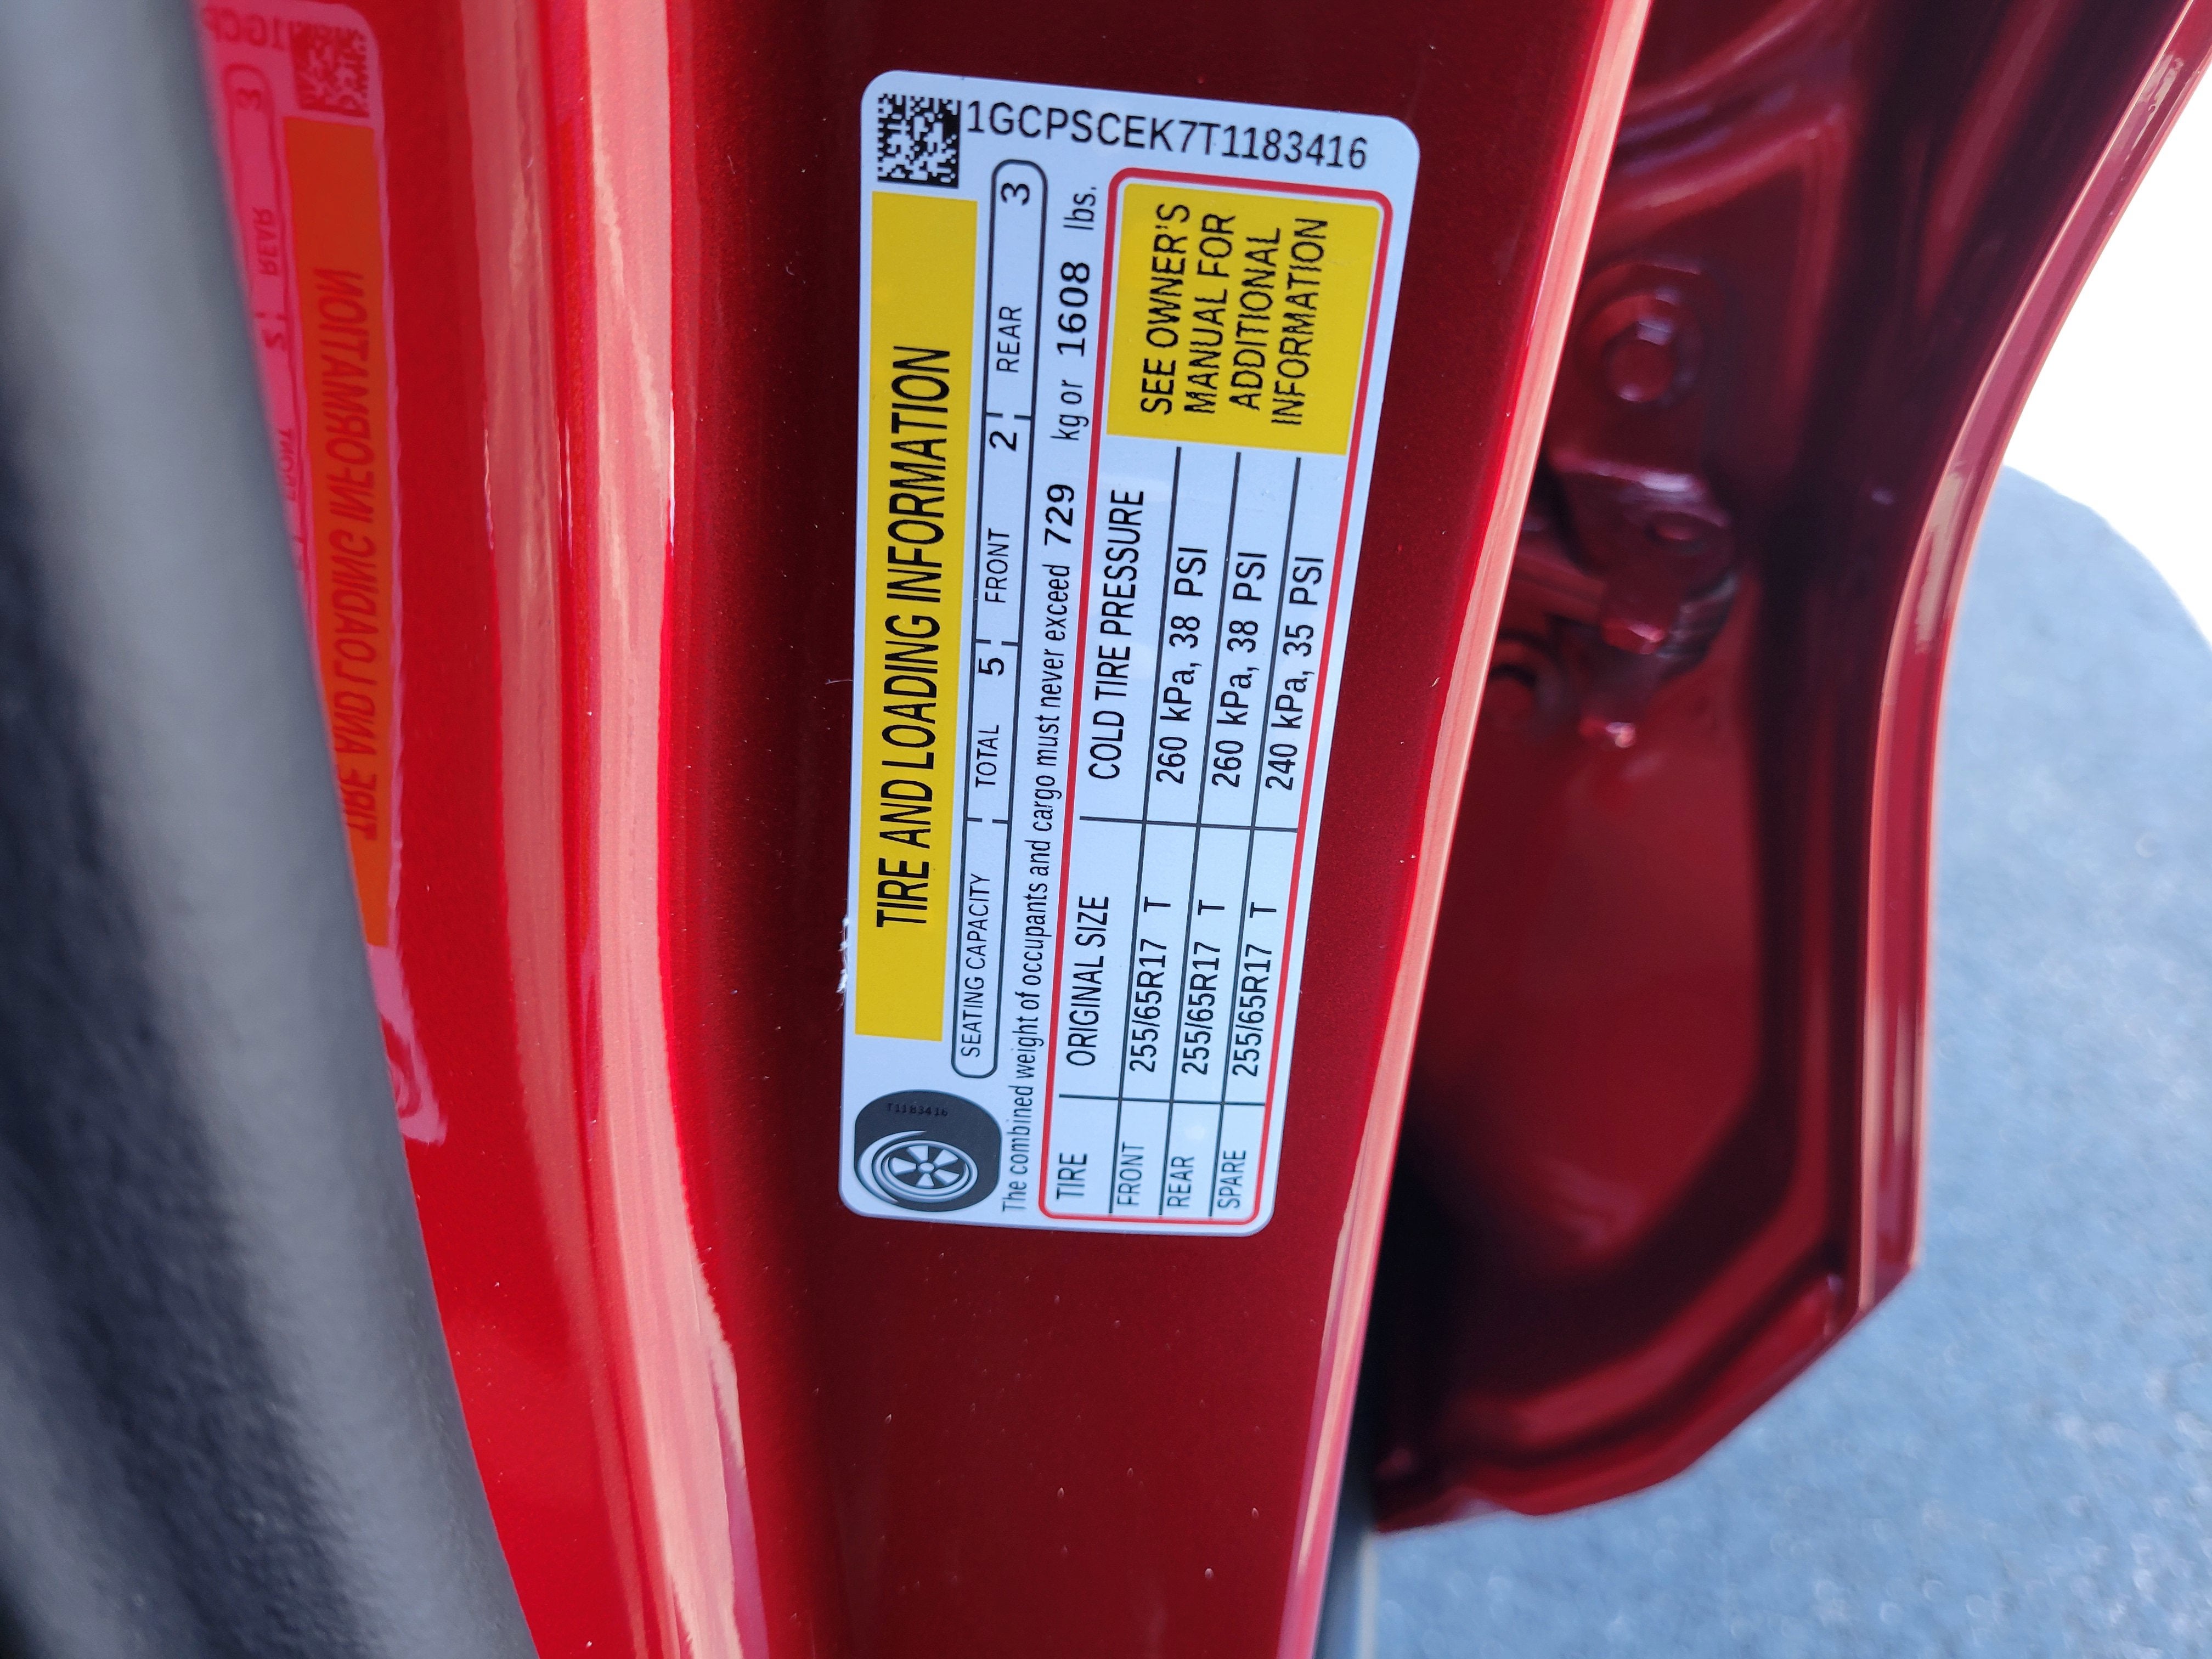 1GCPSCEK7T1183416
TIRE AND LOADING INFORMATION
SEATING CAPACITY TOTAL 5 FRONT 2 REAR 3
The combined weight of occupants and cargo must never exceed 729 kg or 1608 lbs.
TIRE ORIGINAL SIZE COLD TIRE PRESSURE
FRONT 255/65R17 T 260 kPa, 38 PSI
REAR 255/65R17 T 260 kPa, 38 PSI
SPARE 255/65R17 T 240 kPa, 35 PSI
SEE OWNER'S
MANUAL FOR
ADDITIONAL
INFORMATION
T1183416